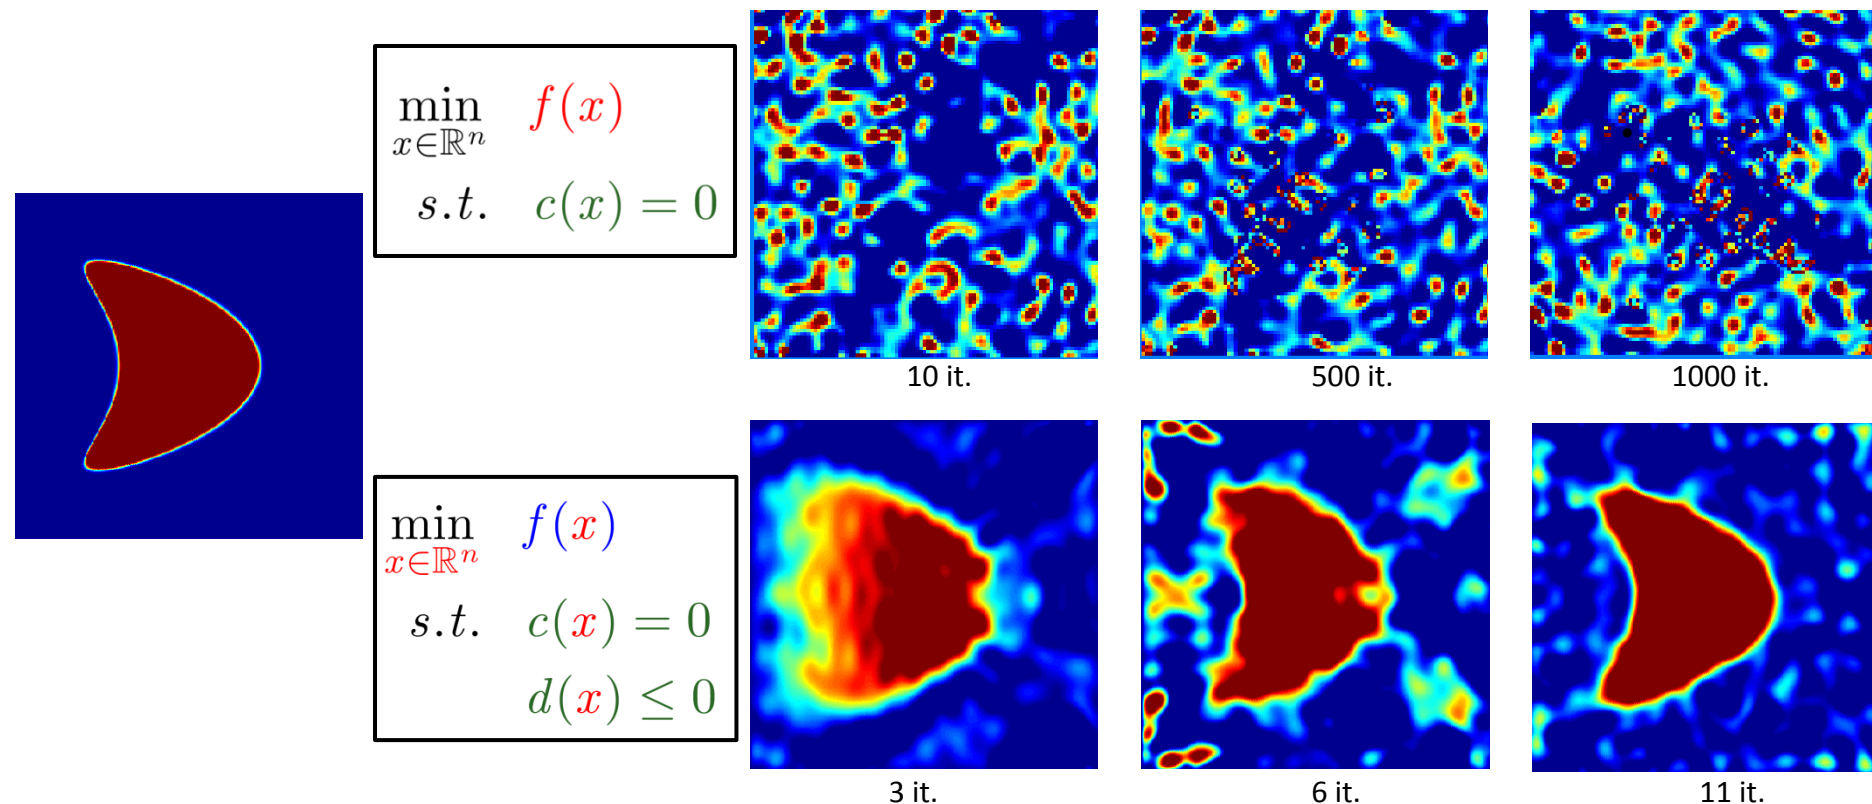 min x∈ℝⁿ f(x)
s.t. c(x) = 0
10 it. 500 it. 1000 it.
min x∈ℝⁿ f(x)
s.t. c(x) = 0
d(x) ≤ 0
3 it. 6 it. 11 it.